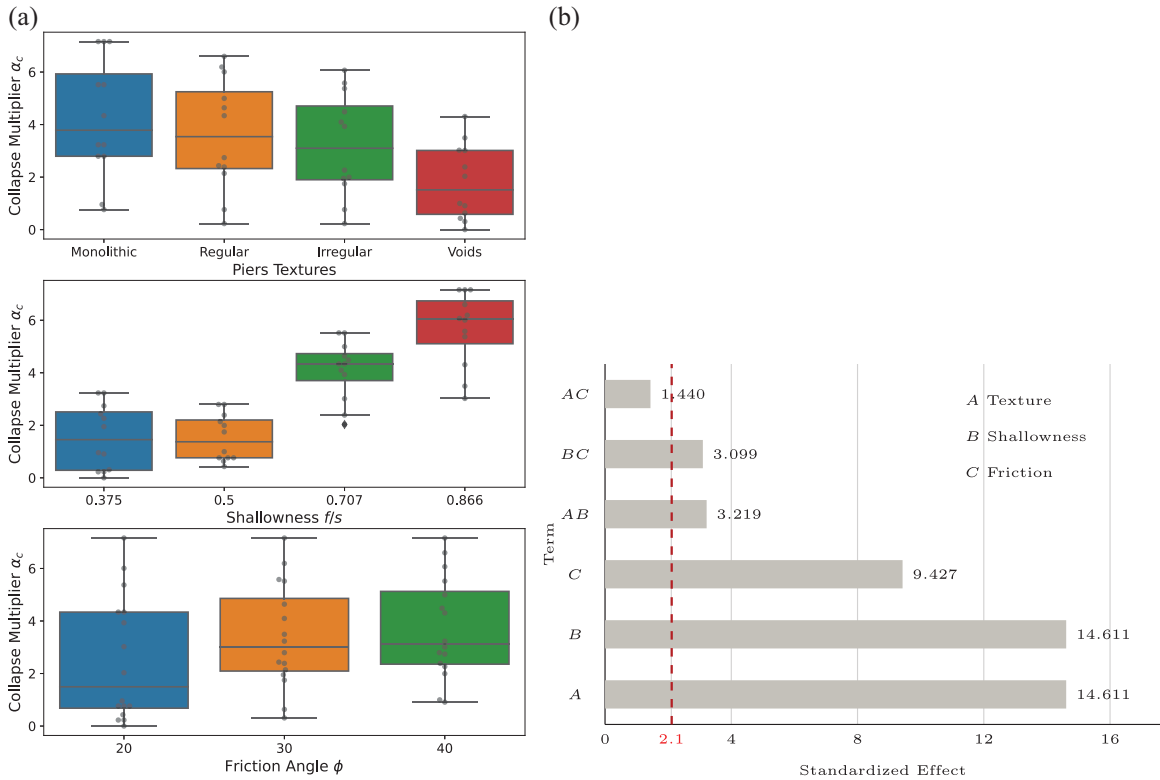 (a)
6
4
2
0
Collapse Multiplier α_c
Monolithic Regular Irregular Voids
Piers Textures
6
4
2
0
Collapse Multiplier α_c
0.375 0.5 0.707 0.866
Shallowness f/s
6
4
2
0
Collapse Multiplier α_c
20 30 40
Friction Angle ϕ
(b)
AC 1.440
BC 3.099
AB 3.219
C 9.427
B 14.611
A 14.611
Term
A Texture
B Shallowness
C Friction
0 2.1 4 8 12 16
Standardized Effect